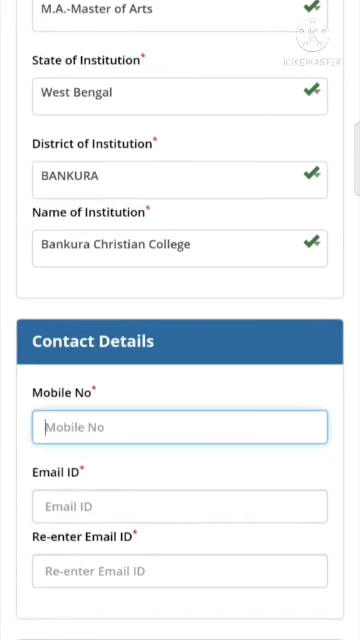 M.A.-Master of Arts
KINEMASTER
State of Institution*
West Bengal
District of Institution*
BANKURA
Name of Institution*
Bankura Christian College
Contact Details
Mobile No*
Mobile No
Email ID*
Email ID
Re-enter Email ID*
Re-enter Email ID